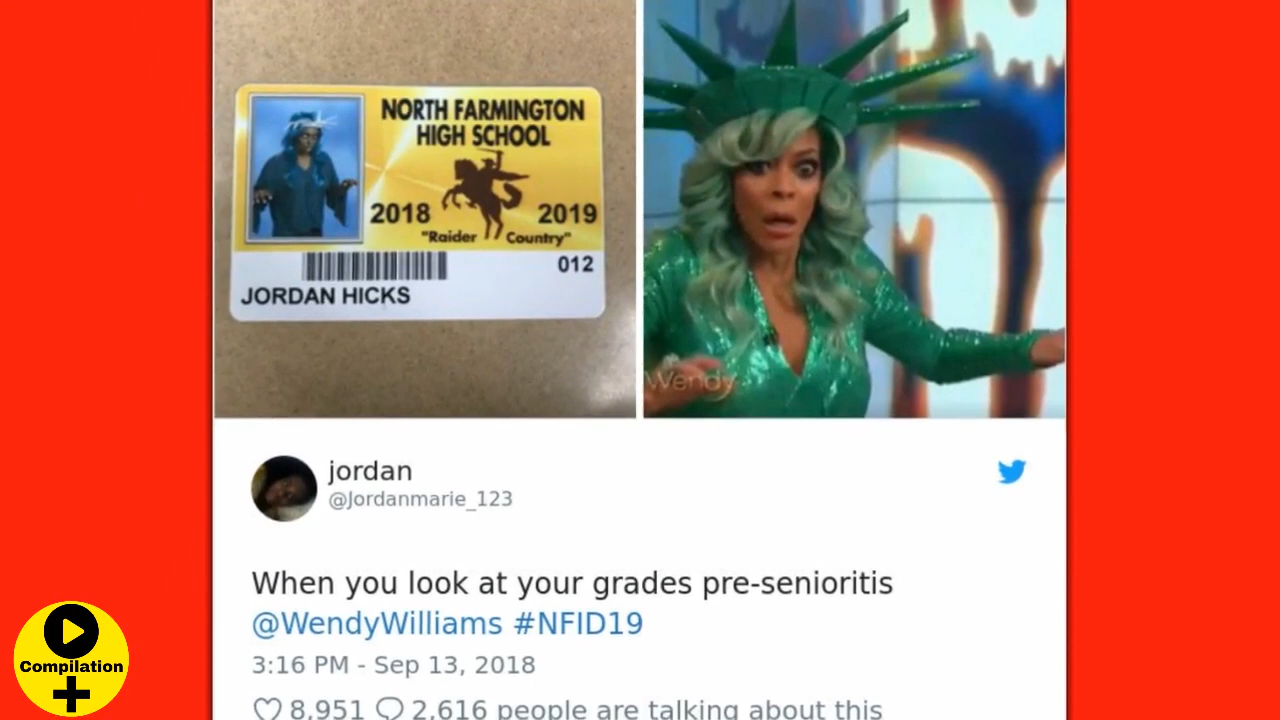 NORTH FARMINGTON
HIGH SCHOOL
2018 2019
"Raider Country"
012
JORDAN HICKS
Wendy
jordan
@Jordanmarie_123
When you look at your grades pre-senioritis
@WendyWilliams #NFID19
3:16 PM - Sep 13, 2018
8,951 2,616 people are talking about this
Compilation